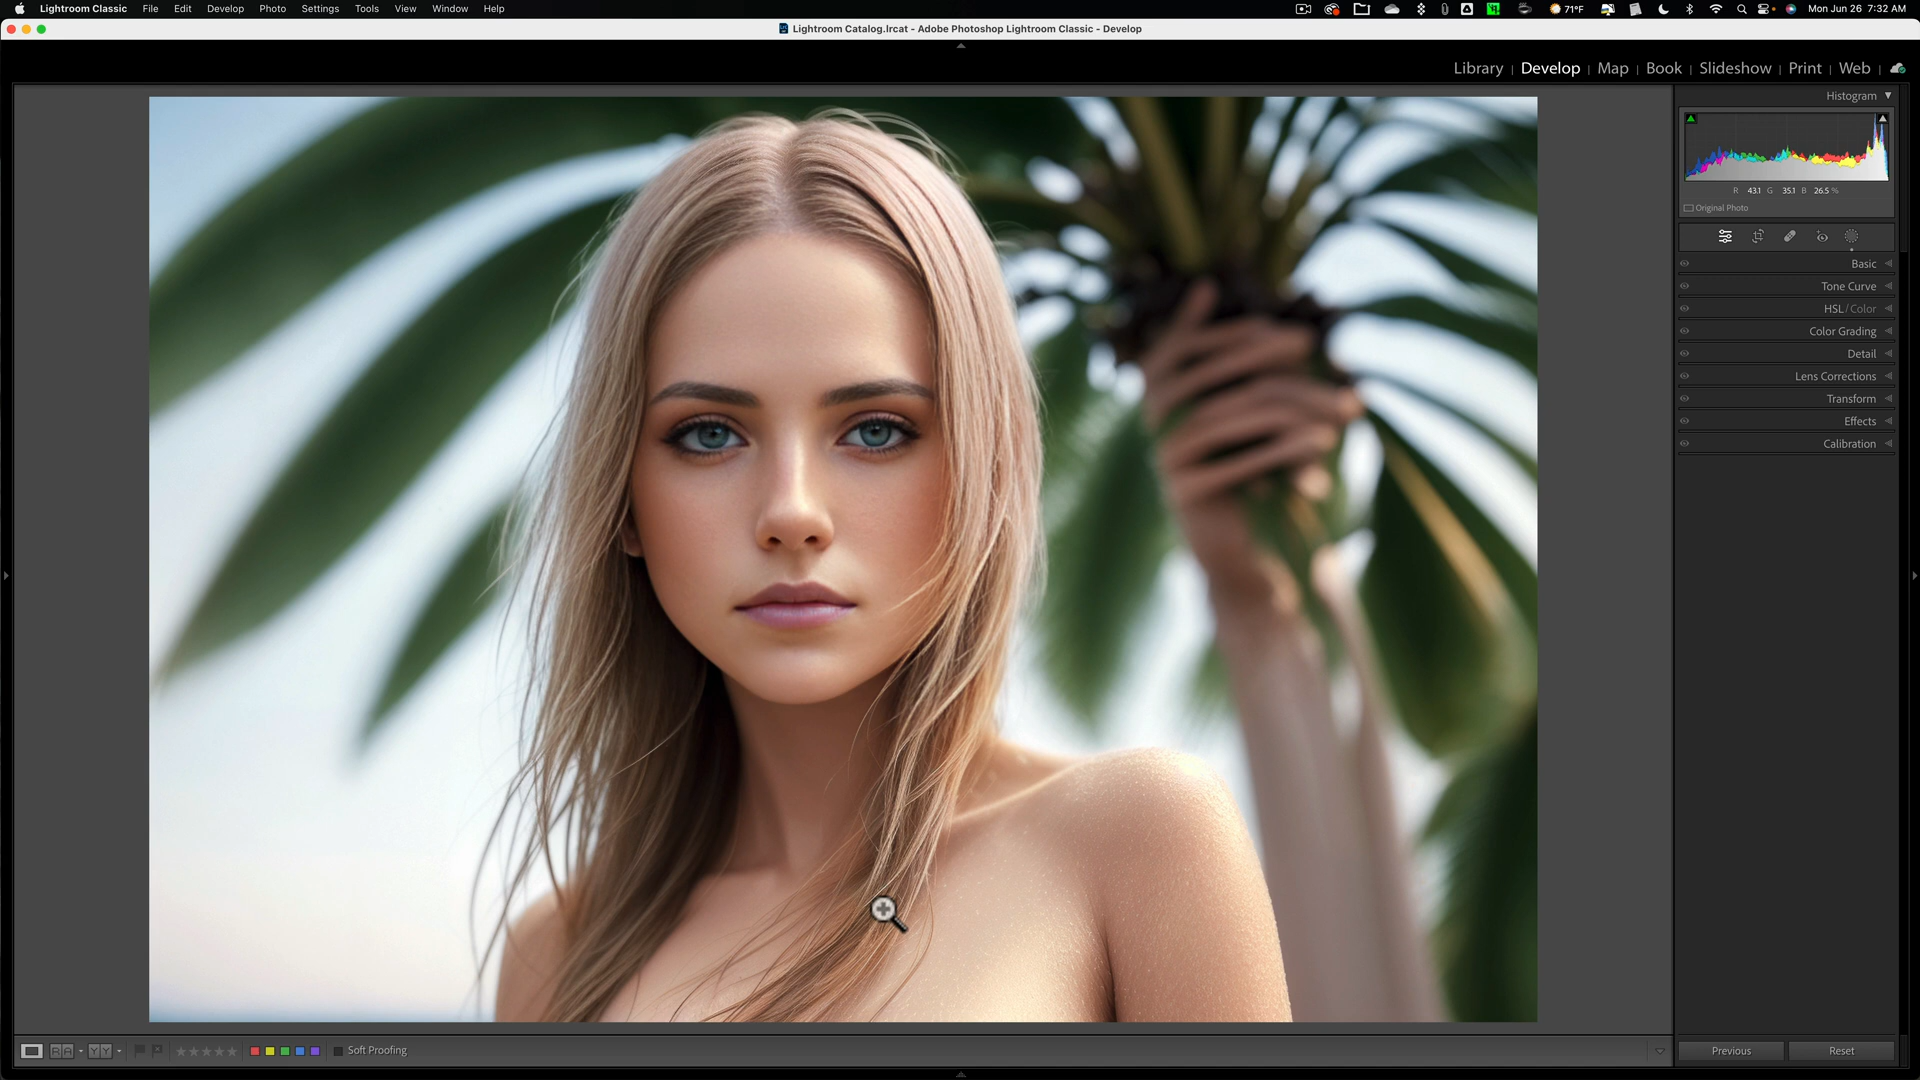 Lightroom Classic File Edit Develop Photo Settings Tools View Window Help 71°F Mon Jun 26 7:32 AM
Lightroom Catalog.lrcat - Adobe Photoshop Lightroom Classic - Develop
Library | Develop | Map | Book | Slideshow | Print | Web |
Histogram
R 43.1 G 35.1 B 26.5 %
Original Photo
Basic
Tone Curve
HSL / Color
Color Grading
Detail
Lens Corrections
Transform
Effects
Calibration
R A Y Y Soft Proofing Previous Reset